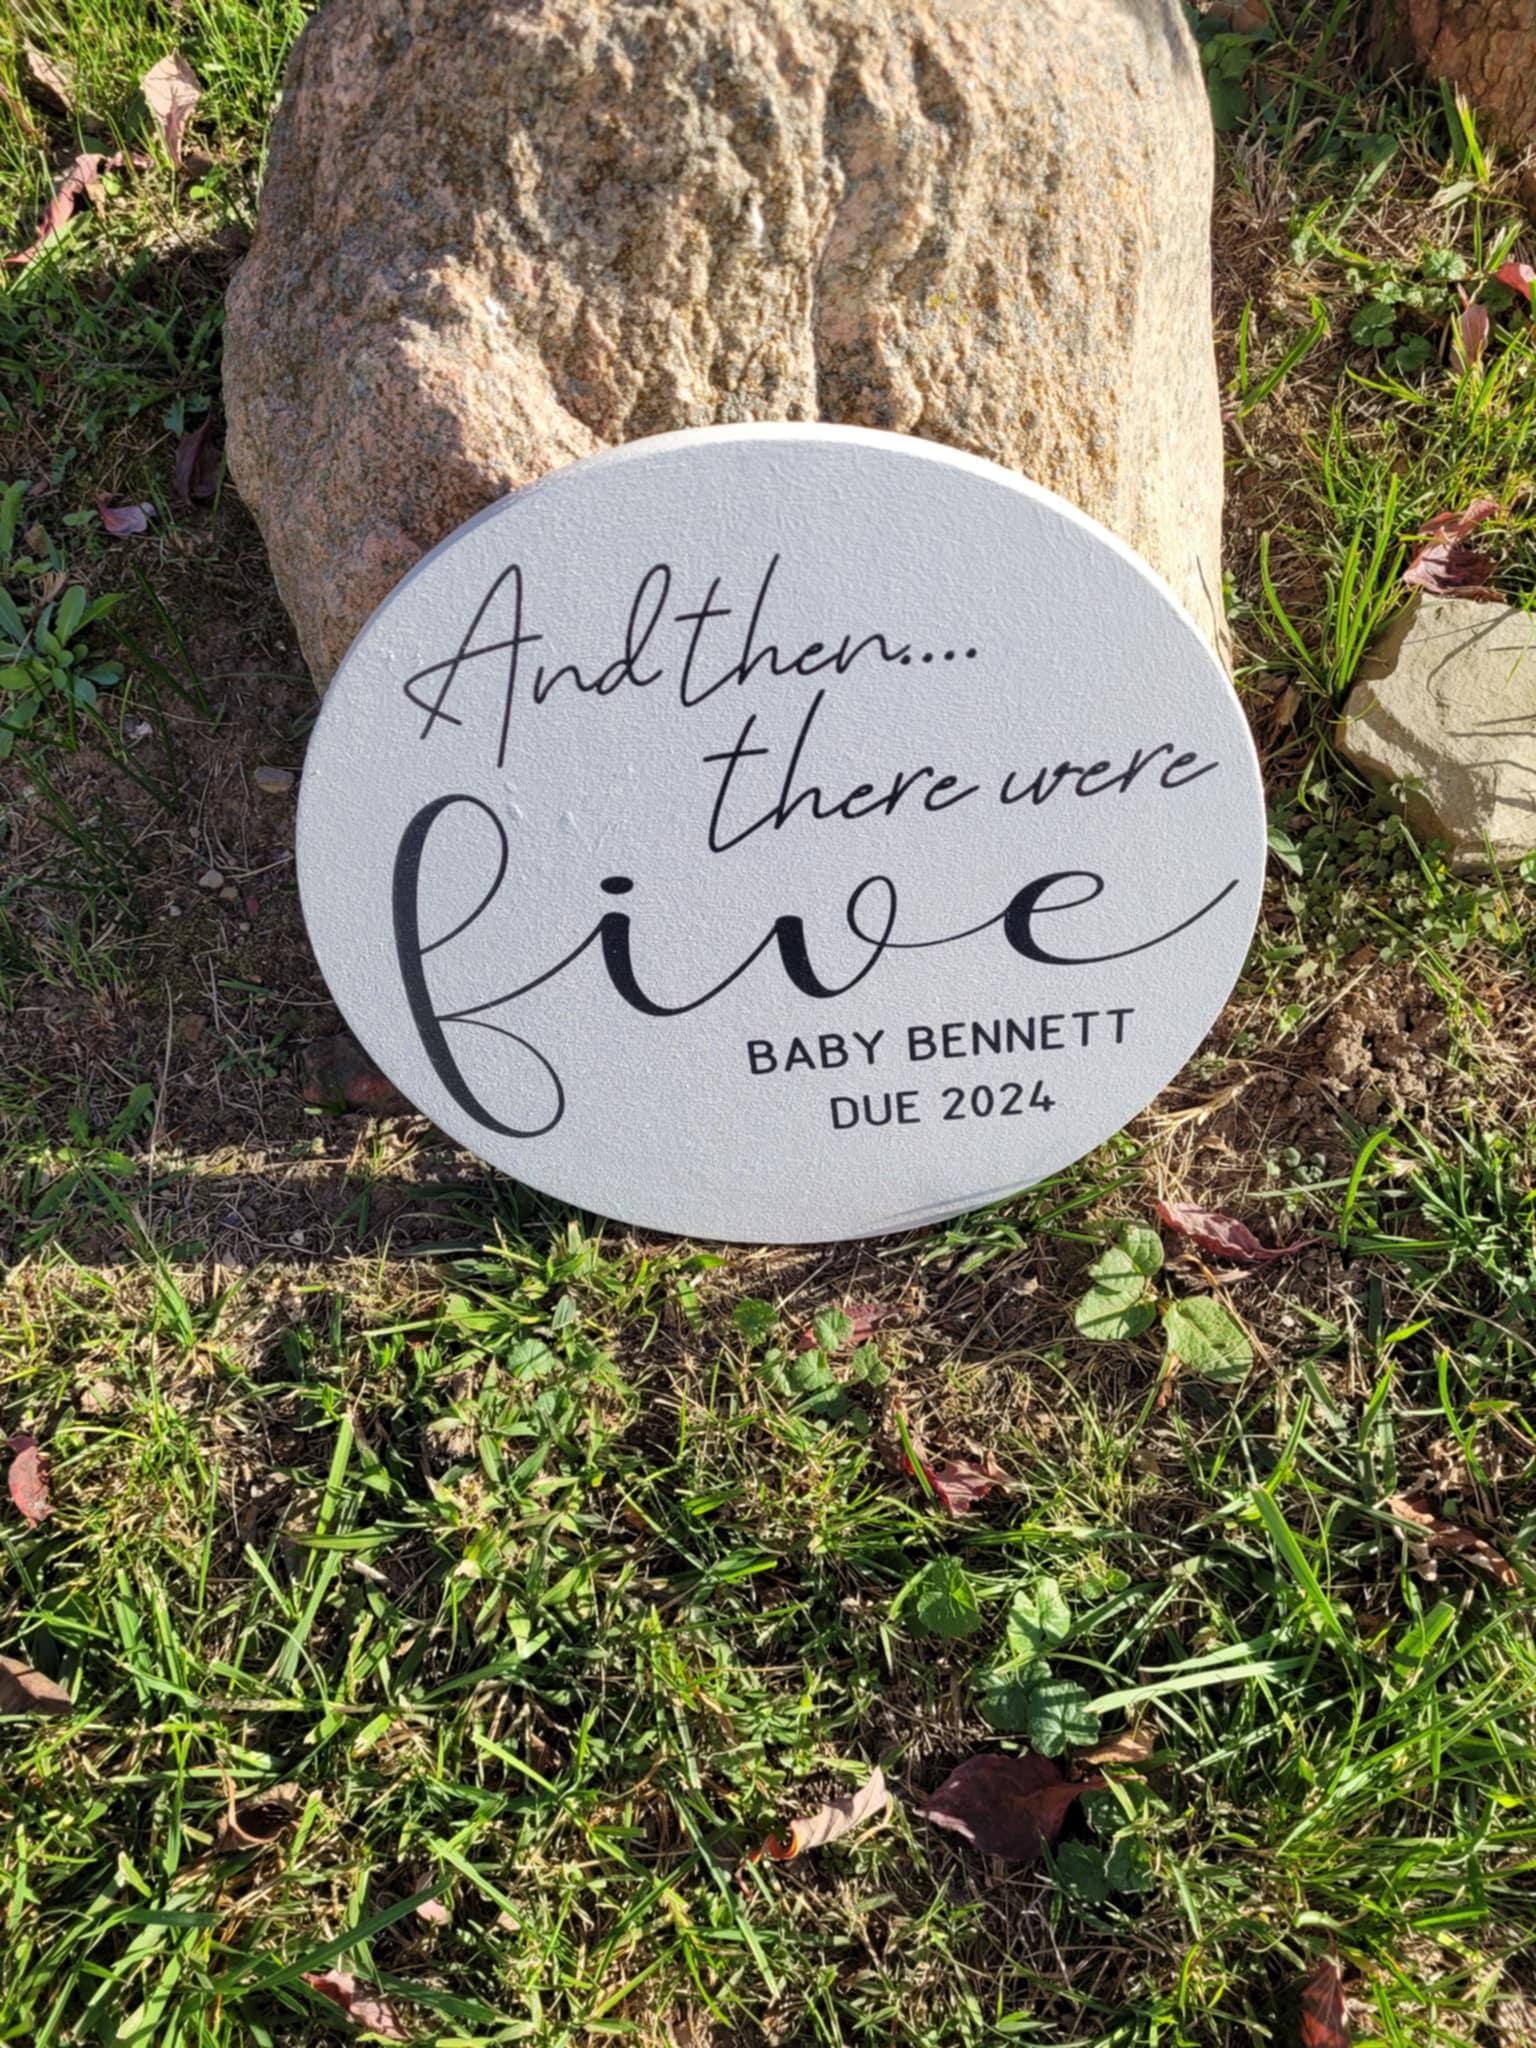 And then....
there were
five
BABY BENNETT
DUE 2024